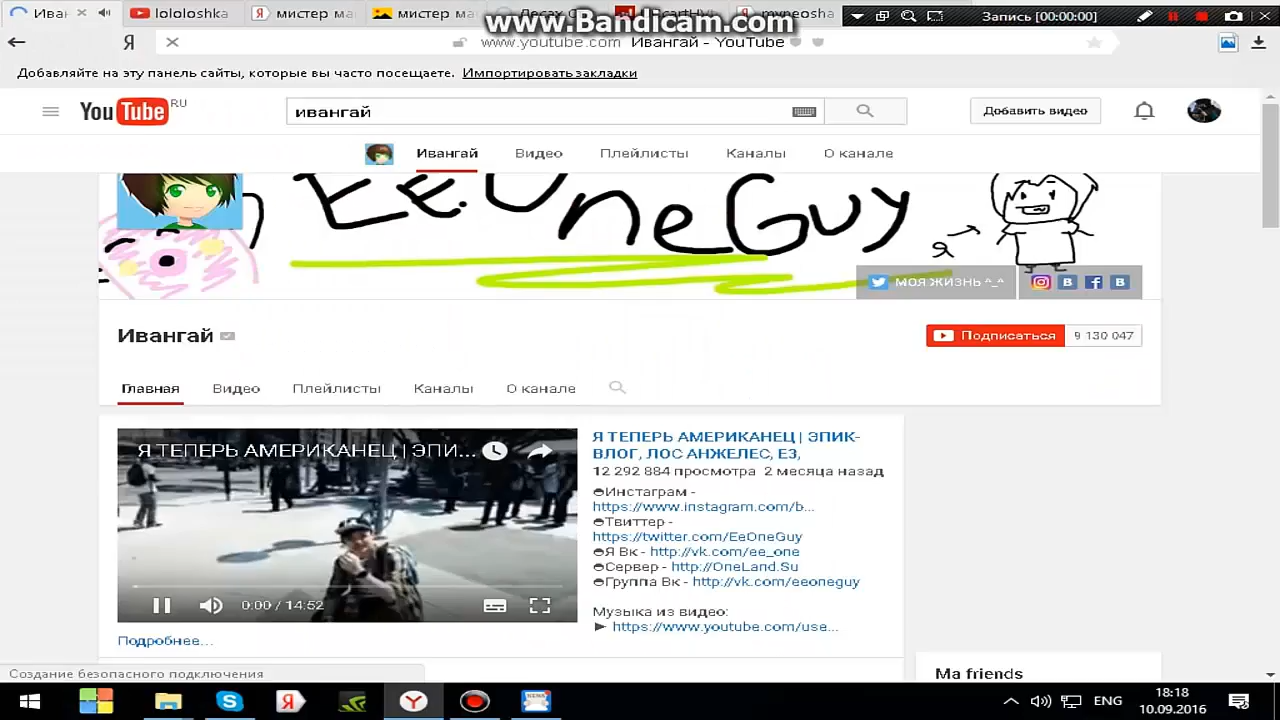 Ива
lololoshka
мистер ма
мистер ма
www.Bandicam.com
Запись [00:00:00]
Я
www.youtube.com Ивангай - YouTube
Добавляйте на эту панель сайты, которые вы часто посещаете. Импортировать закладки
YouTube RU
ивангай
Добавить видео
Ивангай Видео Плейлисты Каналы О канале
EeOneGuy
я
МОЯ ЖИЗНЬ ^_^
Ивангай
Подписаться 9 130 047
Главная Видео Плейлисты Каналы О канале
Я ТЕПЕРЬ АМЕРИКАНЕЦ | ЭПИ...
0:00 / 14:52
Подробнее...
Я ТЕПЕРЬ АМЕРИКАНЕЦ | ЭПИК-
ВЛОГ, ЛОС АНЖЕЛЕС, Е3,
12 292 884 просмотра 2 месяца назад
Инстаграм -
https://www.instagram.com/b...
Твиттер -
https://twitter.com/EeOneGuy
Я Вк - http://vk.com/ee_one
Сервер - http://OneLand.Su
Группа Вк - http://vk.com/eeoneguy
Музыка из видео:
► https://www.youtube.com/use...
Ma friends
Создание безопасного подключения
ENG
18:18
10.09.2016